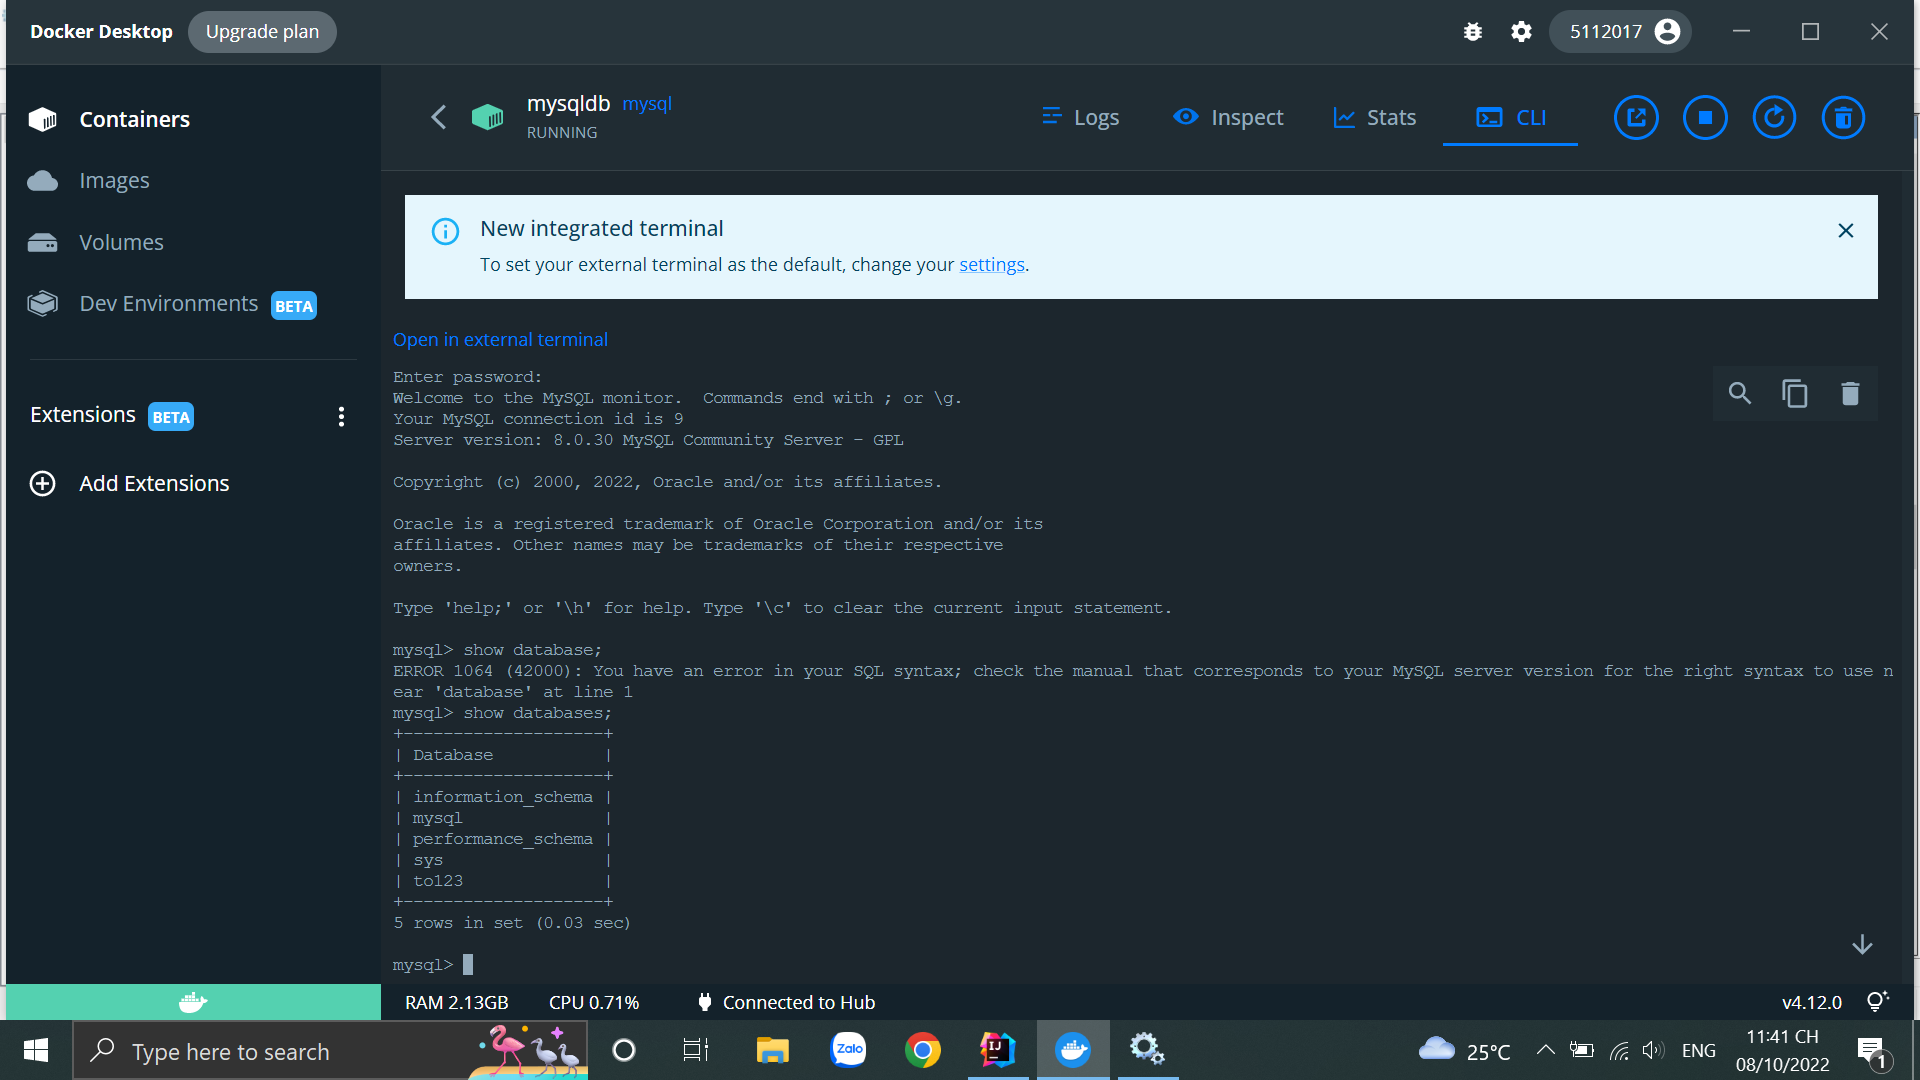 Docker Desktop
Upgrade plan
5112017
Containers
Images
Volumes
Dev Environments BETA
Extensions BETA
Add Extensions
mysqldb mysql
RUNNING
Logs
Inspect
Stats
CLI
New integrated terminal
To set your external terminal as the default, change your settings.
Open in external terminal
Enter password:
Welcome to the MySQL monitor.  Commands end with ; or \g.
Your MySQL connection id is 9
Server version: 8.0.30 MySQL Community Server - GPL
Copyright (c) 2000, 2022, Oracle and/or its affiliates.
Oracle is a registered trademark of Oracle Corporation and/or its
affiliates. Other names may be trademarks of their respective
owners.
Type 'help;' or '\h' for help. Type '\c' to clear the current input statement.
mysql> show database;
ERROR 1064 (42000): You have an error in your SQL syntax; check the manual that corresponds to your MySQL server version for the right syntax to use n
ear 'database' at line 1
mysql> show databases;
+--------------------+
| Database           |
+--------------------+
| information_schema |
| mysql              |
| performance_schema |
| sys                |
| to123              |
+--------------------+
5 rows in set (0.03 sec)
mysql>
RAM 2.13GB
CPU 0.71%
Connected to Hub
v4.12.0
Type here to search
Zalo
IJ
25°C
ENG
11:41 CH
08/10/2022
1